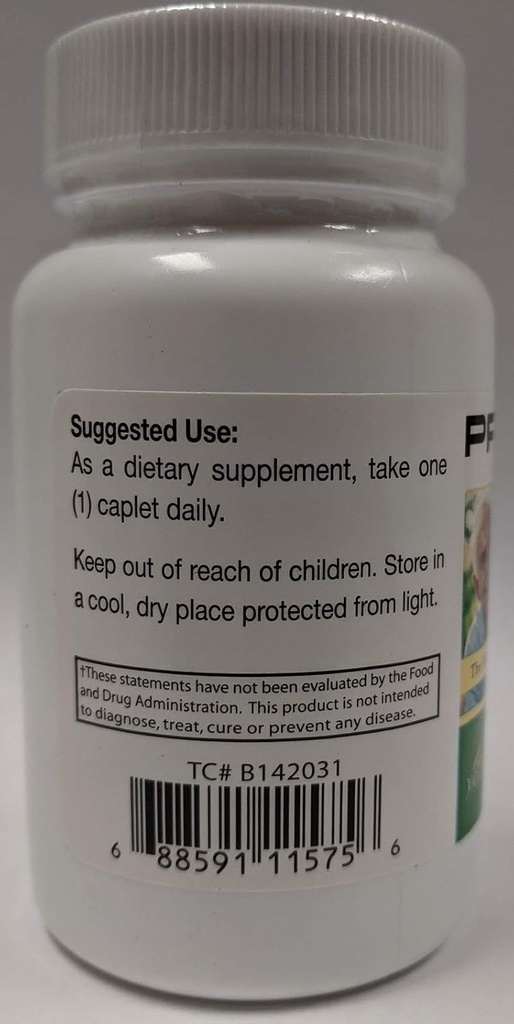 Suggested Use:
As a dietary supplement, take one
(1) caplet daily.
Keep out of reach of children. Store in
a cool, dry place protected from light.
†These statements have not been evaluated by the Food
and Drug Administration. This product is not intended
to diagnose, treat, cure or prevent any disease.
TC# B142031
6 88591 11575 6